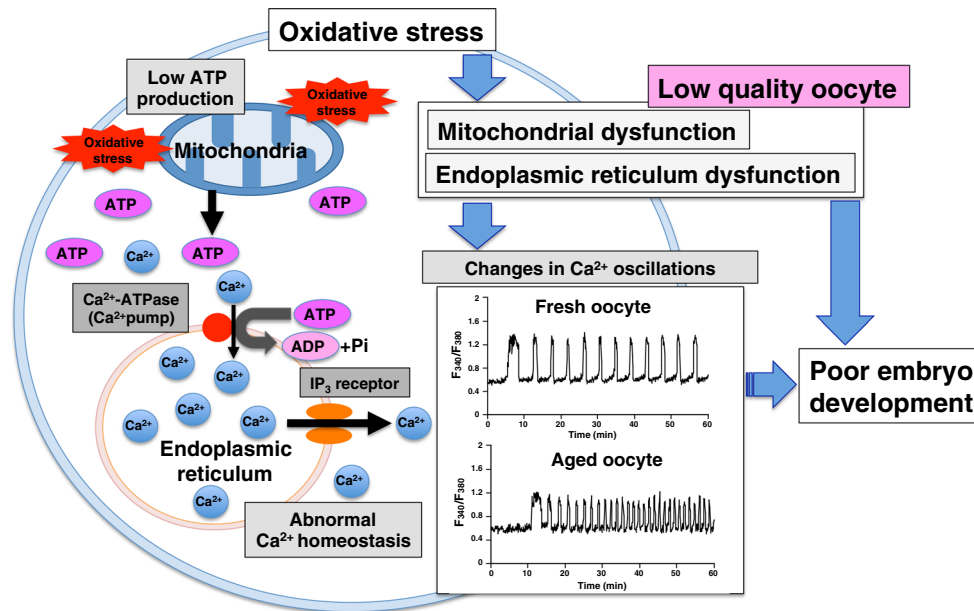 Oxidative stress
Low ATP
production
Oxidative
stress
Oxidative
stress
Mitochondria
Low quality oocyte
Mitochondrial dysfunction
Endoplasmic reticulum dysfunction
ATP
ATP
ATP
ATP
Ca²⁺
Ca²⁺
Ca²⁺-ATPase
(Ca²⁺pump)
ATP
ADP
+Pi
Ca²⁺
Ca²⁺
IP₃ receptor
Ca²⁺
Ca²⁺
Ca²⁺
Ca²⁺
Endoplasmic
reticulum
Ca²⁺
Ca²⁺
Abnormal
Ca²⁺ homeostasis
Changes in Ca²⁺ oscillations
Fresh oocyte
F₃₄₀/F₃₈₀
2
1.6
1.2
0.8
0.4
0
0 10 20 30 40 50 60
Time (min)
Aged oocyte
F₃₄₀/F₃₈₀
2
1.6
1.2
0.8
0.4
0
0 10 20 30 40 50 60
Time (min)
Poor embryo
development